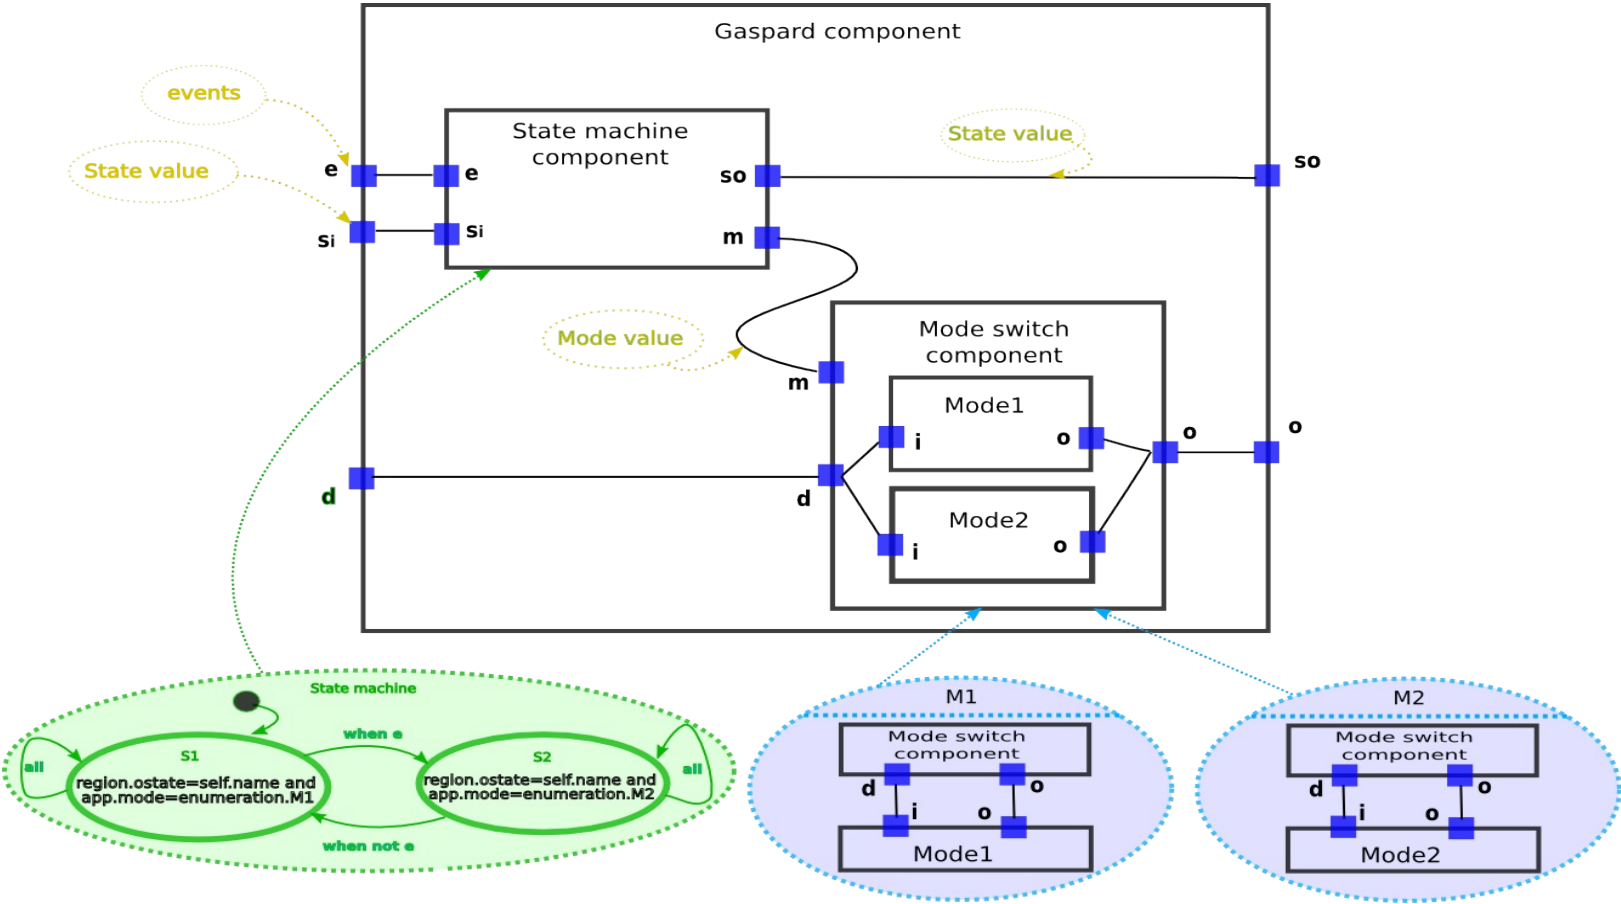 Gaspard component
events
State value
e
si
State machine
component
e
si
so
m
State value
so
Mode value
Mode switch
component
m
d
d
Mode1
i
o
Mode2
i
o
o
o
State machine
all
S1
region.ostate=self.name and
app.mode=enumeration.M1
when e
when not e
S2
region.ostate=self.name and
app.mode=enumeration.M2
all
M1
Mode switch
component
d
o
i
o
Mode1
M2
Mode switch
component
d
o
i
o
Mode2